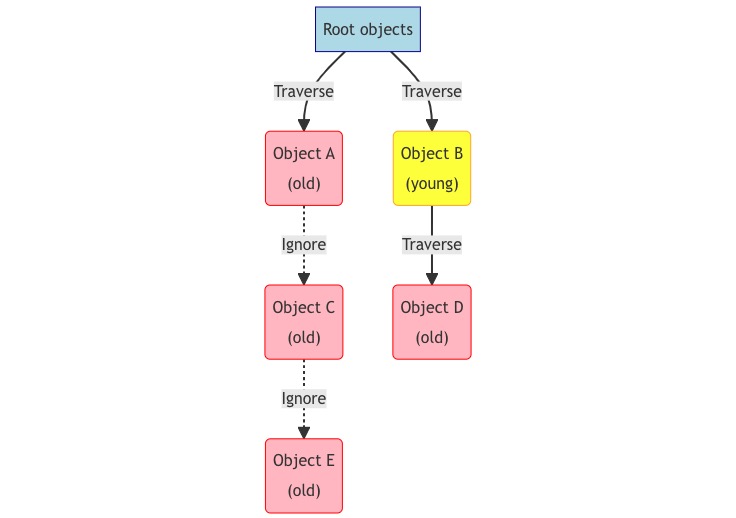 Root objects
Traverse
Traverse
Object A
(old)
Object B
(young)
Ignore
Traverse
Object C
(old)
Object D
(old)
Ignore
Object E
(old)